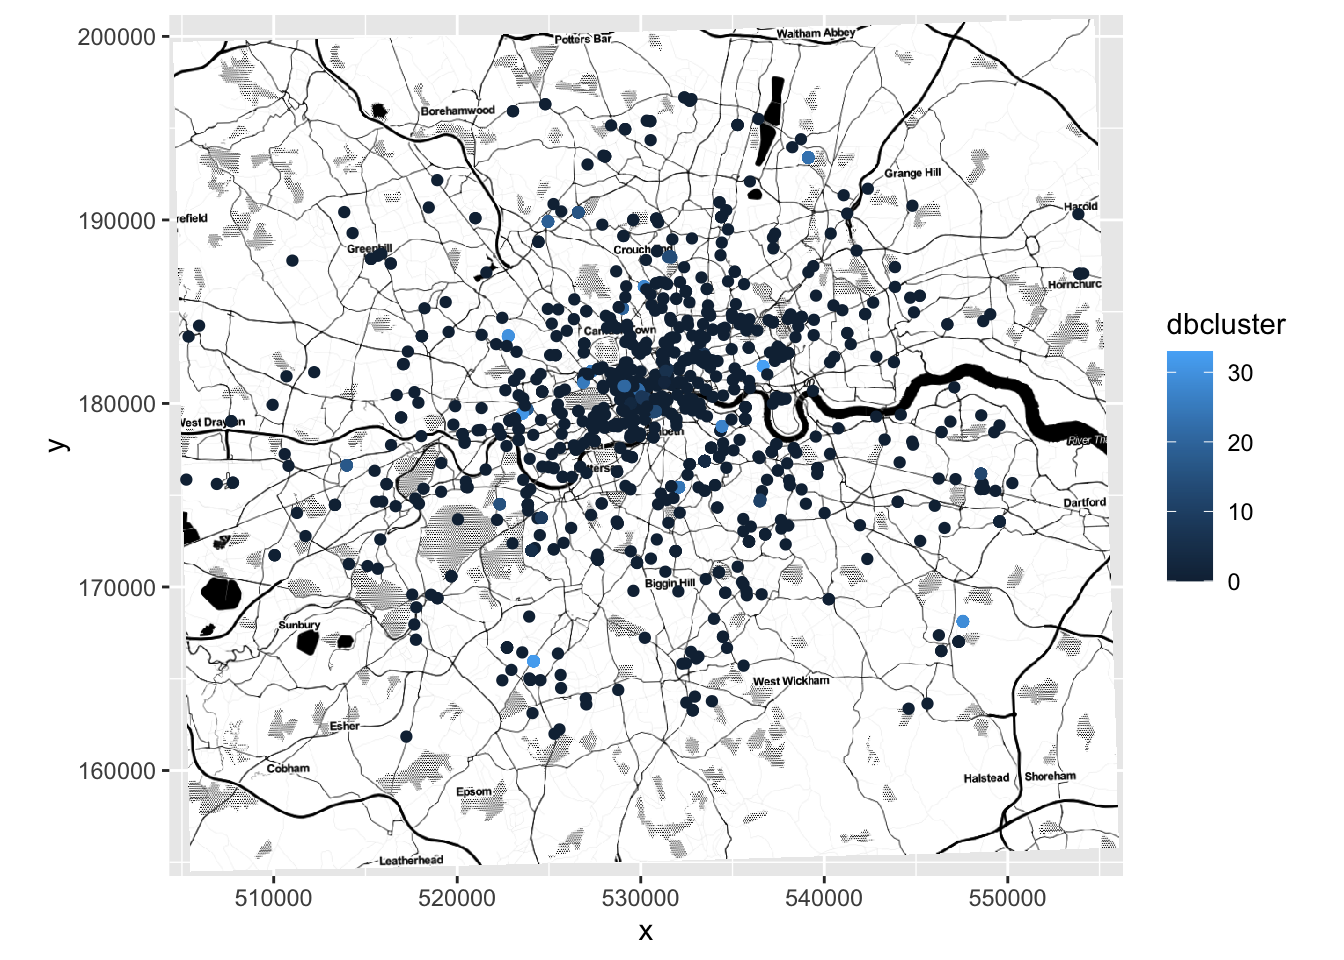 200000
190000
180000
170000
160000
y
510000
520000
530000
540000
550000
x
dbcluster
30
20
10
0
Potters Bar
Waltham Abbey
Borehamwood
Grange Hill
refield
Harold
Greenhill
Crouch End
Hornchurc
Camden Town
West Drayton
River Th
Dartford
Biggin Hill
Sunbury
West Wickham
Esher
Cobham
Epsom
Halstead
Shoreham
Leatherhead